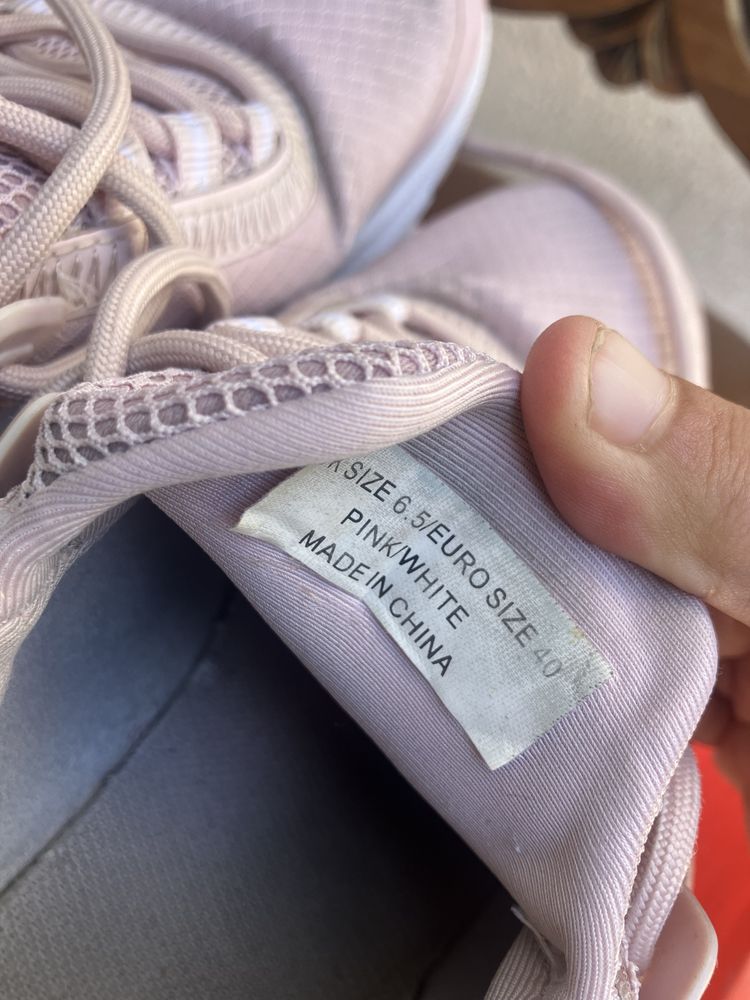 K SIZE 6.5/EURO SIZE 40
PINK/WHITE
MADE IN CHINA